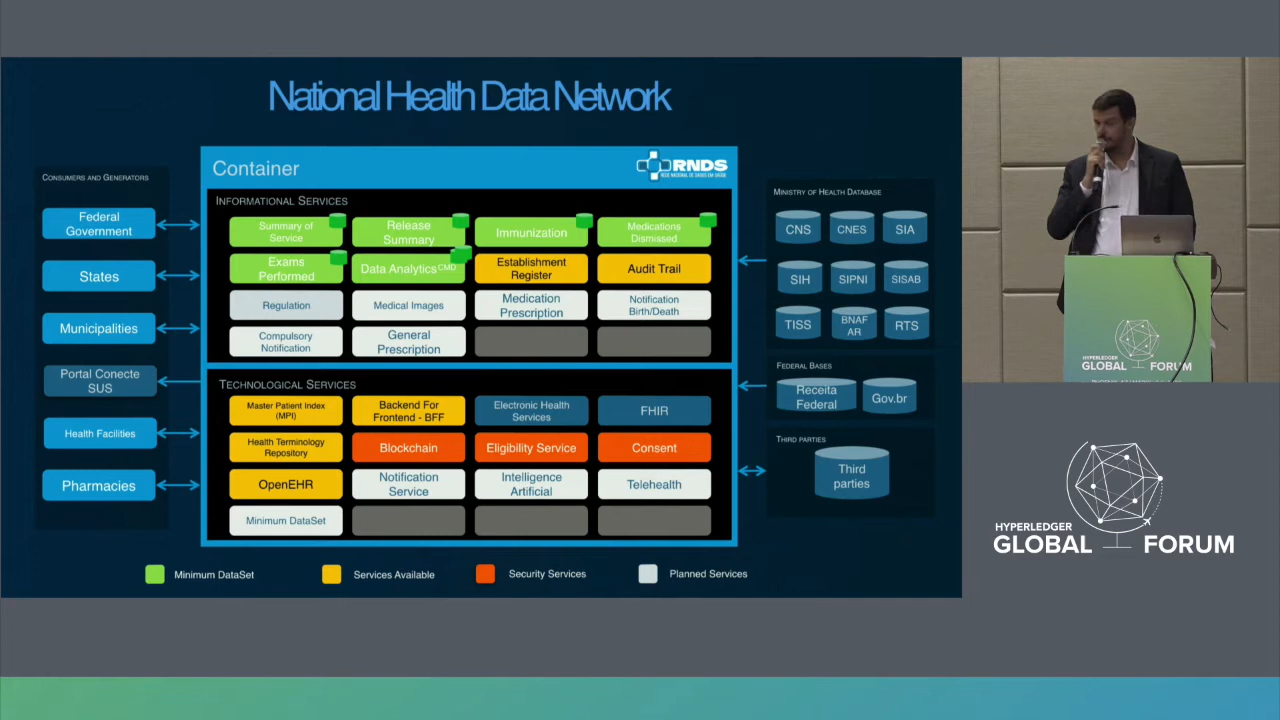 National Health Data Network
CONSUMERS AND GENERATORS
Federal
Government
States
Municipalities
Portal Conecte
SUS
Health Facilities
Pharmacies
Container
RNDS
REDE NACIONAL DE DADOS EM SAÚDE
INFORMATIONAL SERVICES
Summary of
Service
Release
Summary
Immunization
Medications
Dismissed
Exams
Performed
Data Analytics CMD
Establishment
Register
Audit Trail
Regulation
Medical Images
Medication
Prescription
Notification
Birth/Death
Compulsory
Notification
General
Prescription
TECHNOLOGICAL SERVICES
Master Patient Index
(MPI)
Backend For
Frontend - BFF
Electronic Health
Services
FHIR
Health Terminology
Repository
Blockchain
Eligibility Service
Consent
OpenEHR
Notification
Service
Intelligence
Artificial
Telehealth
Minimum DataSet
MINISTRY OF HEALTH DATABASE
CNS
CNES
SIA
SIH
SIPNI
SISAB
TISS
BNAF
AR
RTS
FEDERAL BASES
Receita
Federal
Gov.br
THIRD PARTIES
Third
parties
Minimum DataSet
Services Available
Security Services
Planned Services
HYPERLEDGER
GLOBAL FORUM
HYPERLEDGER
GLOBAL FORUM